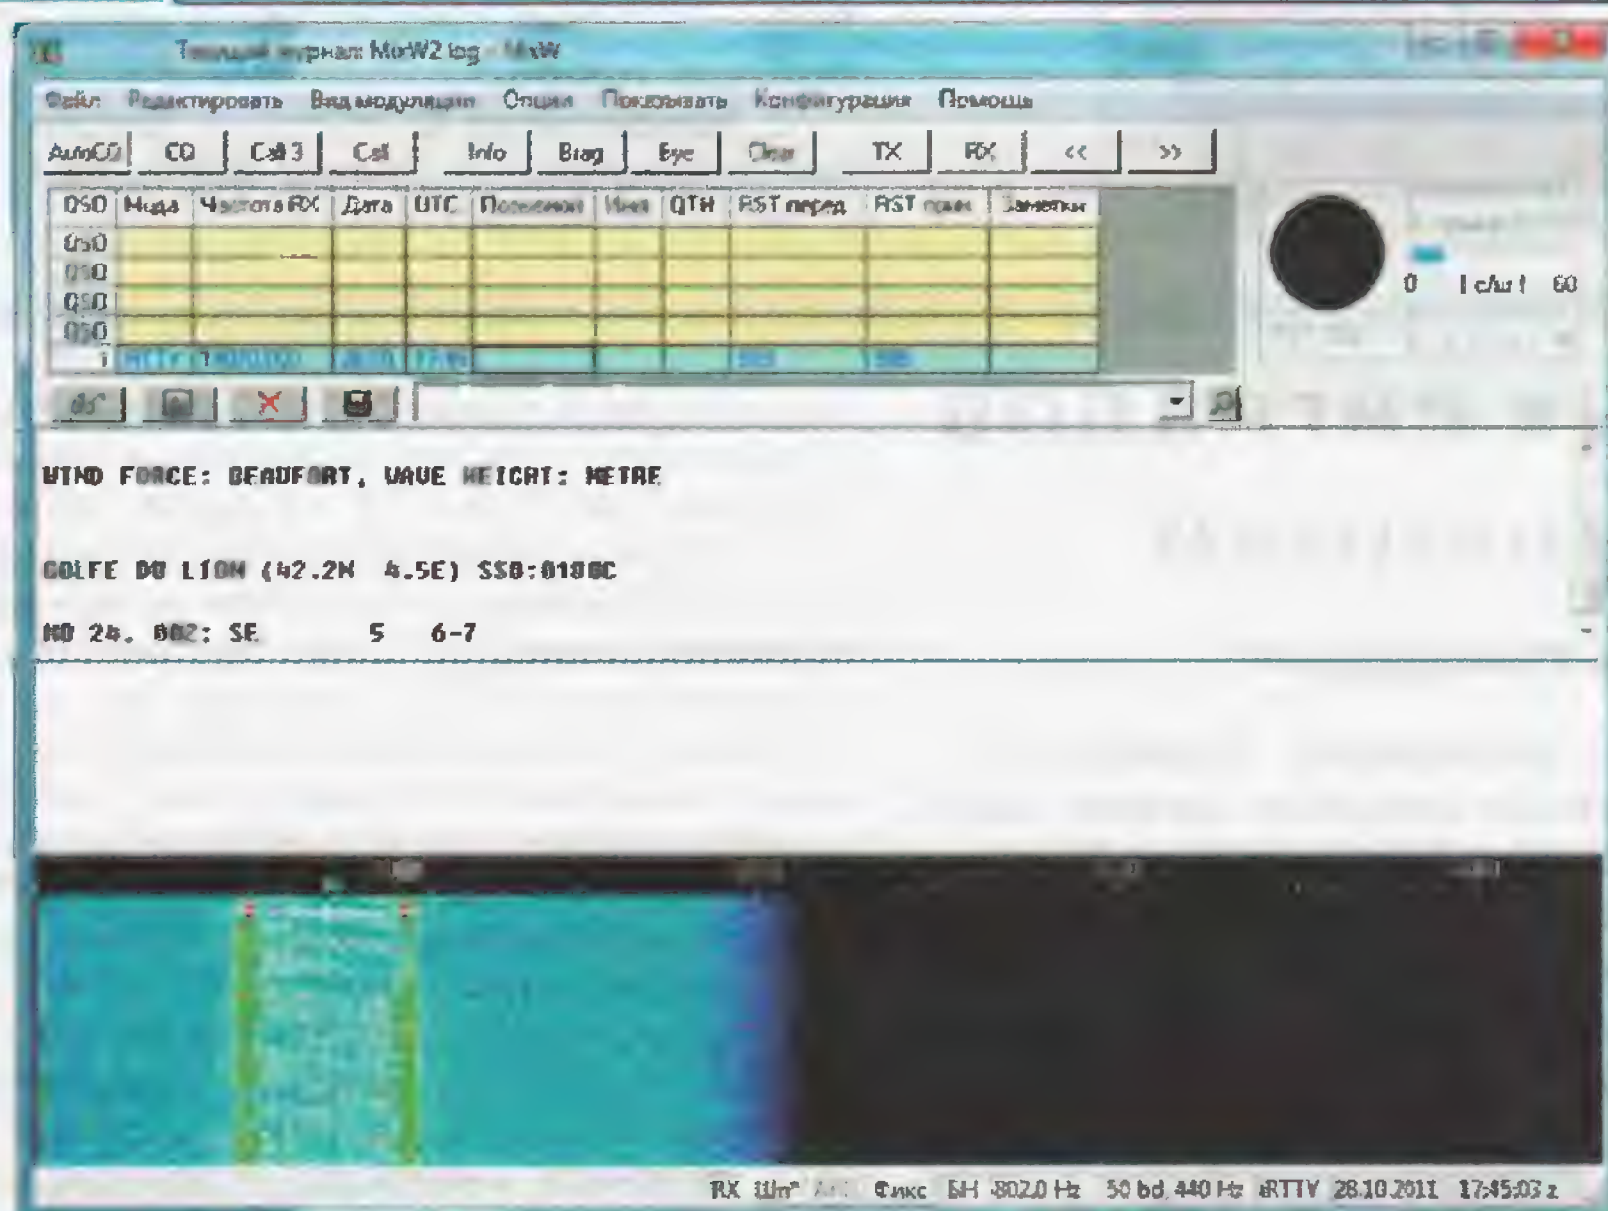 Текущий журнал: MixW2.log - MixW
Файл Редактировать Вид модуляции Опции Показывать Конфигурация Помощь
AutoCQ CQ Call 3 Call Info Brag Bye Clear TX RX << >>
QSO Мода Частота RX Дата UTC Позывной Имя QTH RST перед. RST прин. Заметки
QSO
QSO
QSO
QSO
RTTY
0 | с/ш | 60
WIND FORCE: BEAUFORT, WAVE HEIGHT: METRE
GOLFE DU LION (42.2N 4.5E)
24. SE 5 6-7
RX Шп* Фикс БН 802.0 Hz 50 bd, 440 Hz RTTY 28.10.2011 17:45:03 z